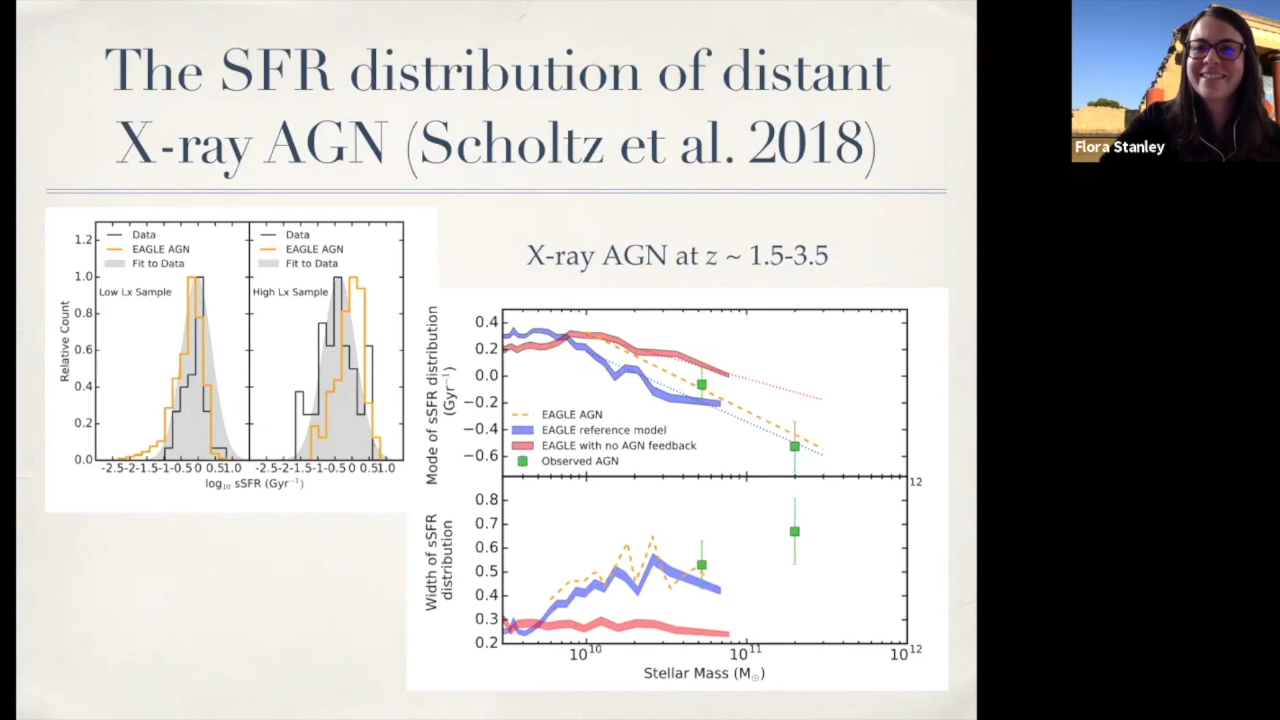 The SFR distribution of distant
X-ray AGN (Scholtz et al. 2018)
Flora Stanley
X-ray AGN at z ~ 1.5-3.5
Data
EAGLE AGN
Fit to Data
Low Lx Sample
Data
EAGLE AGN
Fit to Data
High Lx Sample
Relative Count
1.2
1.0
0.8
0.6
0.4
0.2
0.0
-2.5-2-1.5-1-0.5 0 0.51.0
-2.5-2-1.5-1-0.5 0 0.51.0
log₁₀ sSFR (Gyr⁻¹)
Mode of sSFR distribution
(Gyr⁻¹)
0.4
0.2
0.0
−0.2
−0.4
−0.6
EAGLE AGN
EAGLE reference model
EAGLE with no AGN feedback
Observed AGN
12
Width of sSFR
distribution
0.8
0.7
0.6
0.5
0.4
0.3
0.2
10¹⁰
10¹¹
10¹²
Stellar Mass (M☉)